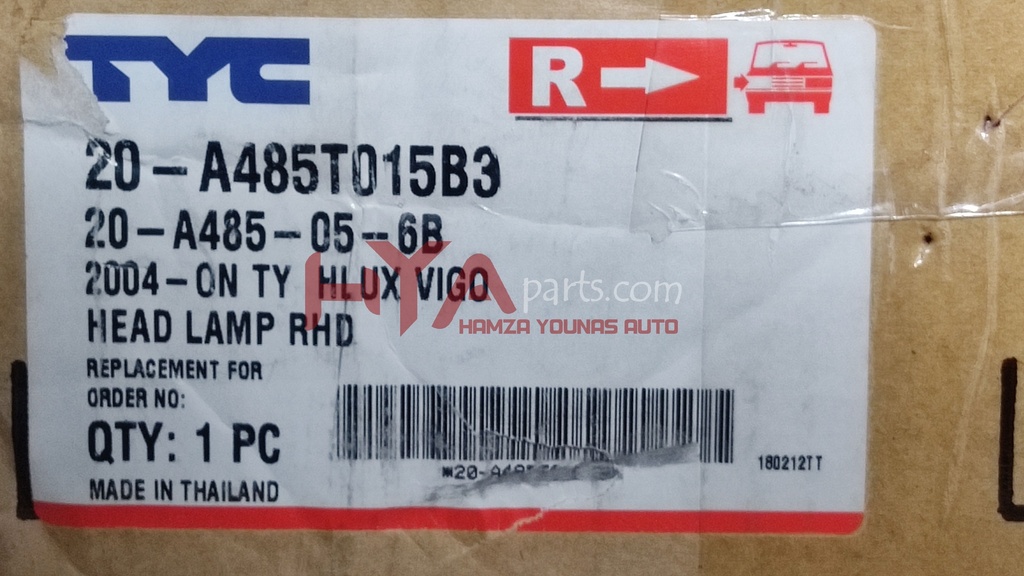 TYC
R
20-A485T015B3
20-A485-05-6B
2004-ON TY HLUX VIGO
HEAD LAMP RHD
REPLACEMENT FOR
ORDER NO:
QTY: 1 PC
MADE IN THAILAND
180212TT
HYAparts.com
HAMZA YOUNAS AUTO